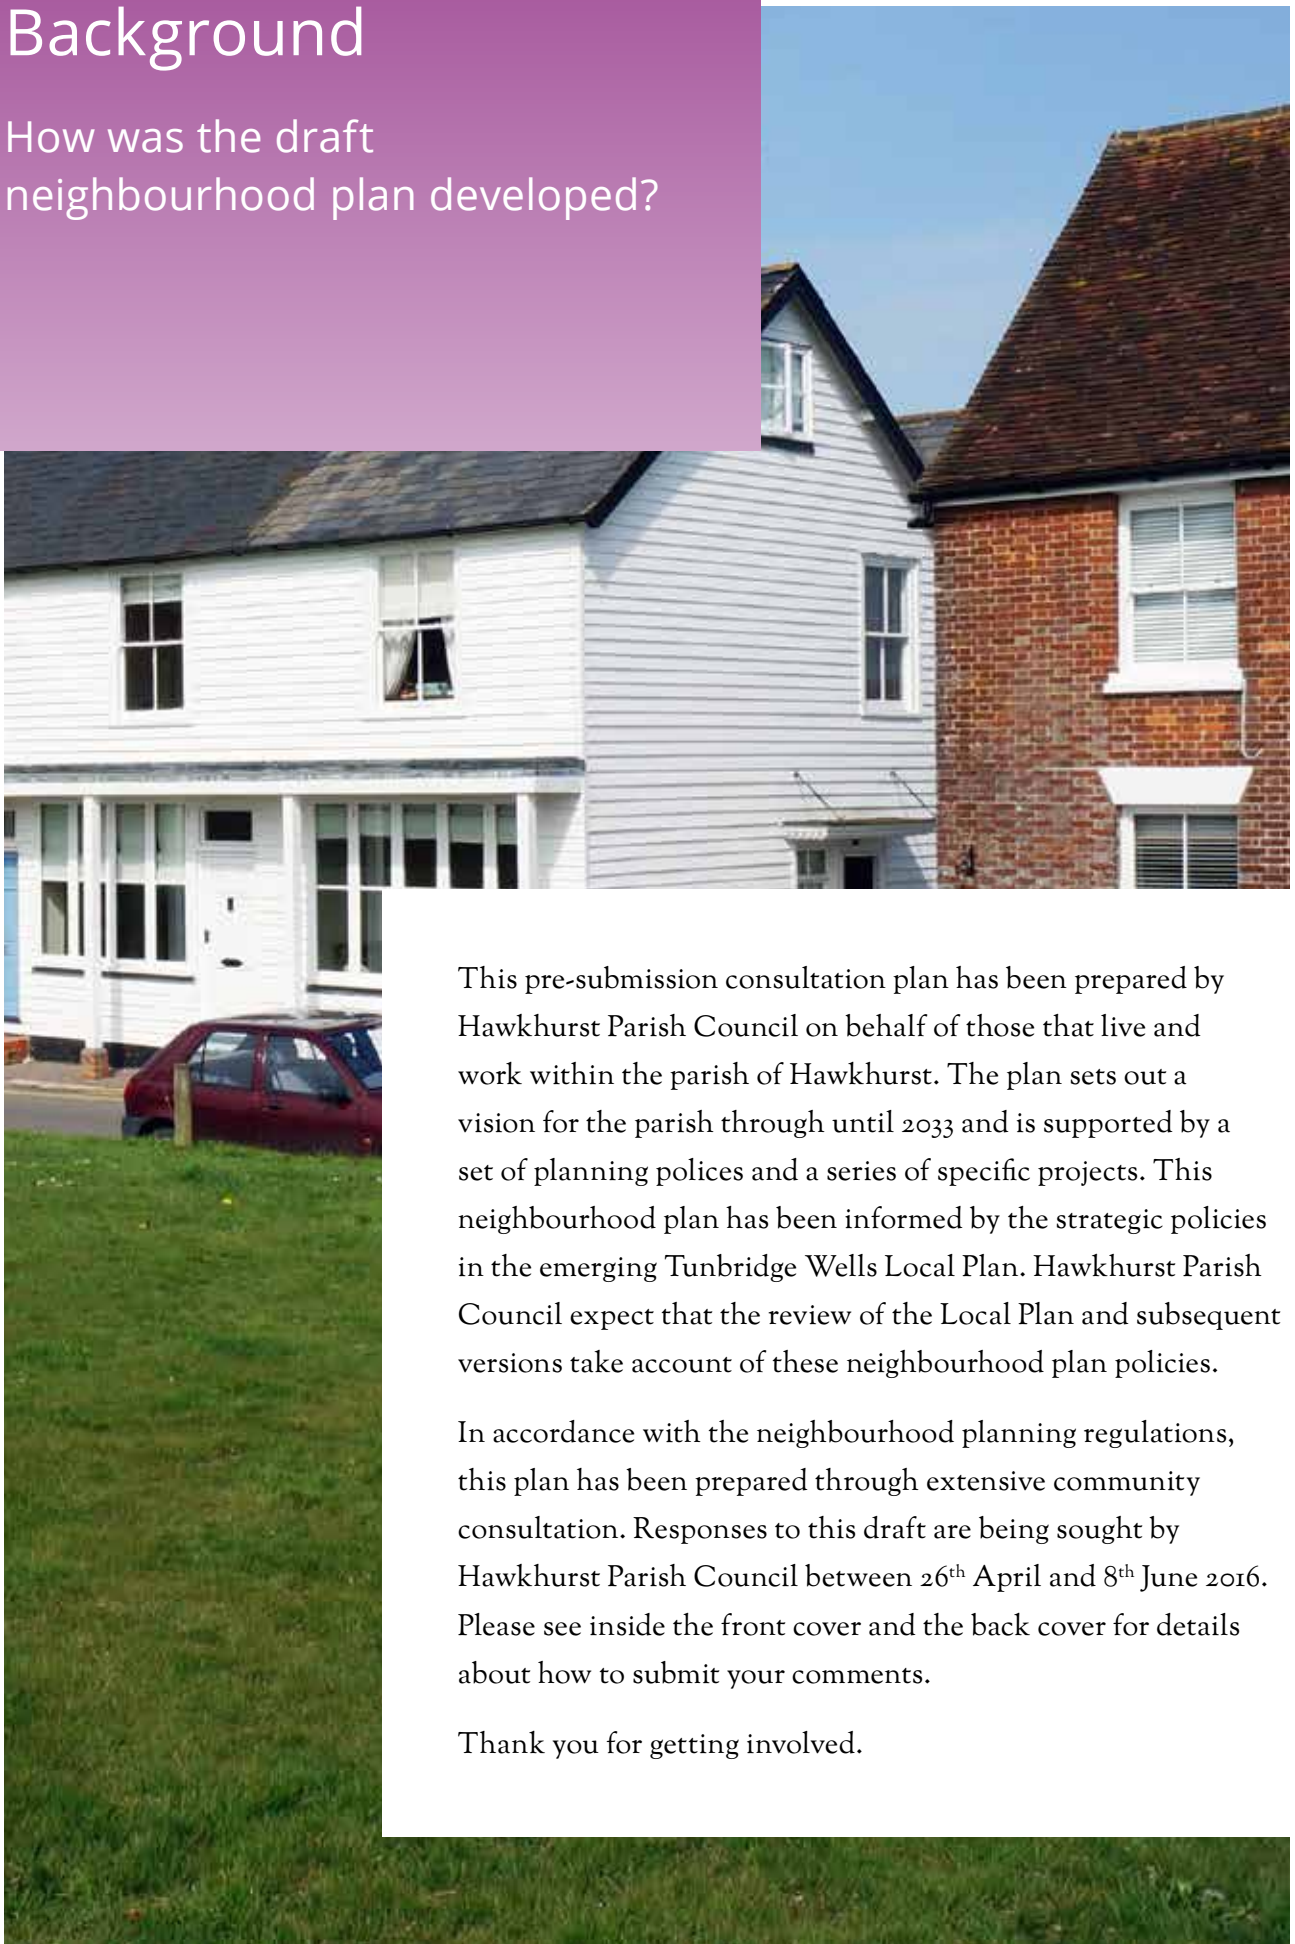 Background
How was the draft
neighbourhood plan developed?
This pre-submission consultation plan has been prepared by
Hawkhurst Parish Council on behalf of those that live and
work within the parish of Hawkhurst. The plan sets out a
vision for the parish through until 2033 and is supported by a
set of planning polices and a series of specific projects. This
neighbourhood plan has been informed by the strategic policies
in the emerging Tunbridge Wells Local Plan. Hawkhurst Parish
Council expect that the review of the Local Plan and subsequent
versions take account of these neighbourhood plan policies.
In accordance with the neighbourhood planning regulations,
this plan has been prepared through extensive community
consultation. Responses to this draft are being sought by
Hawkhurst Parish Council between 26th April and 8th June 2016.
Please see inside the front cover and the back cover for details
about how to submit your comments.
Thank you for getting involved.